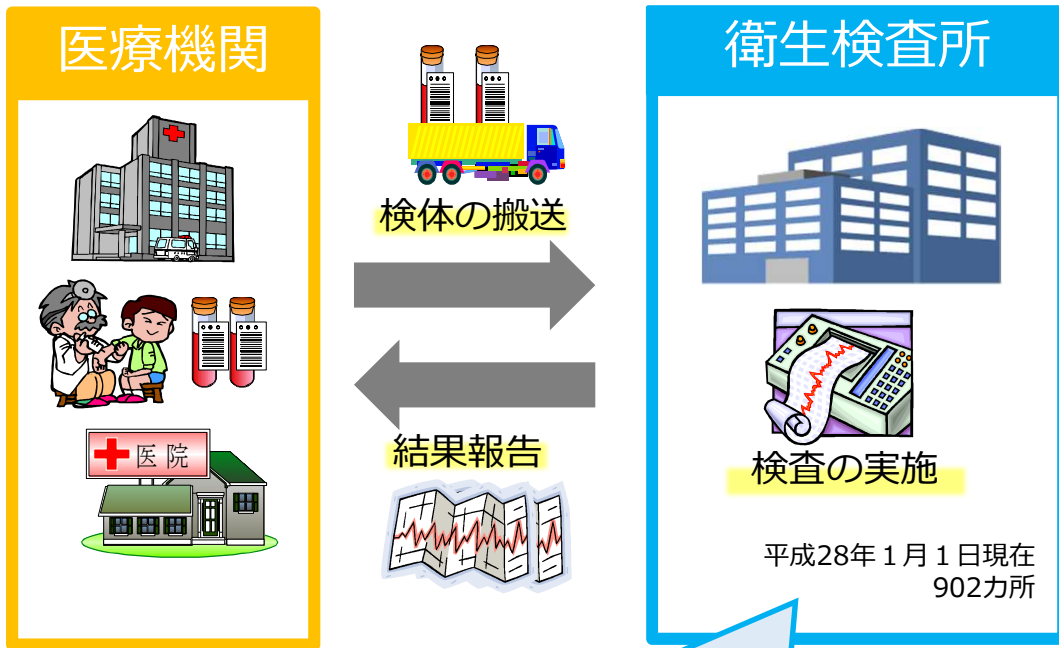 医療機関
衛生検査所
検体の搬送
医院
結果報告
検査の実施
平成28年１月１日現在
902カ所